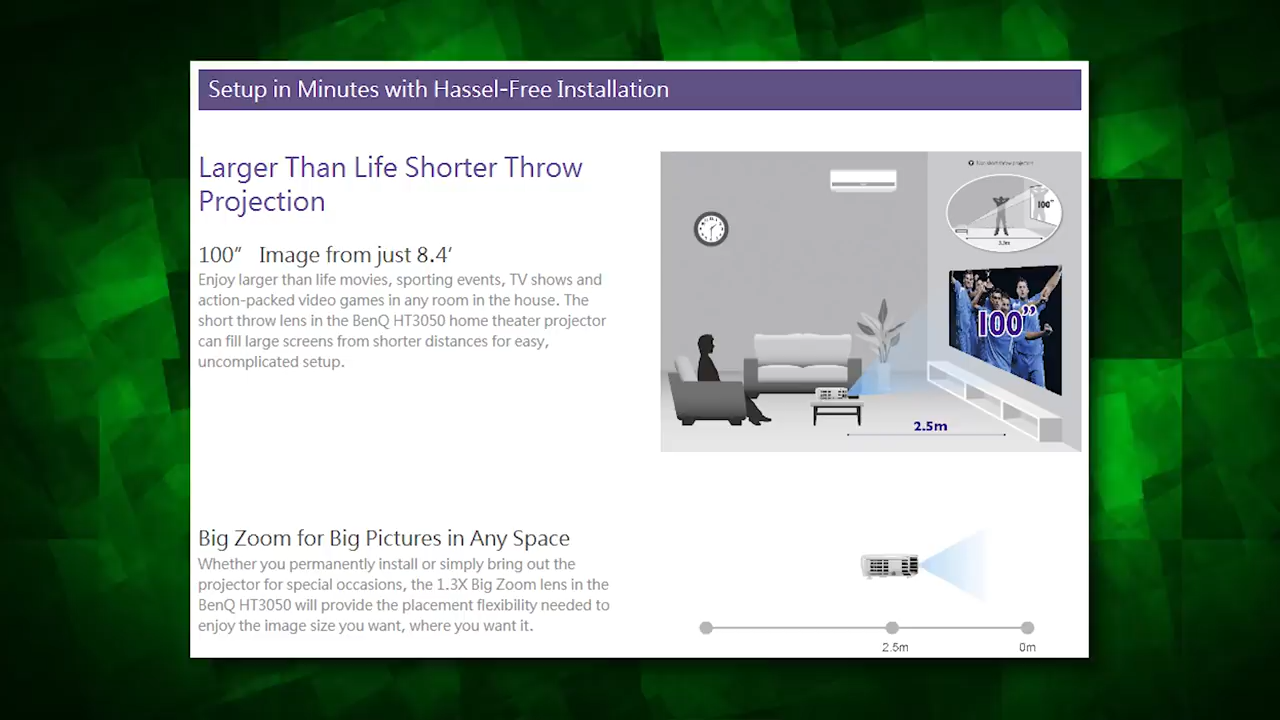 Setup in Minutes with Hassel-Free Installation
Larger Than Life Shorter Throw
Projection
100” Image from just 8.4‘
Enjoy larger than life movies, sporting events, TV shows and
action-packed video games in any room in the house. The
short throw lens in the BenQ HT3050 home theater projector
can fill large screens from shorter distances for easy,
uncomplicated setup.
100”
100”
2.5m
Big Zoom for Big Pictures in Any Space
Whether you permanently install or simply bring out the
projector for special occasions, the 1.3X Big Zoom lens in the
BenQ HT3050 will provide the placement flexibility needed to
enjoy the image size you want, where you want it.
2.5m
0m